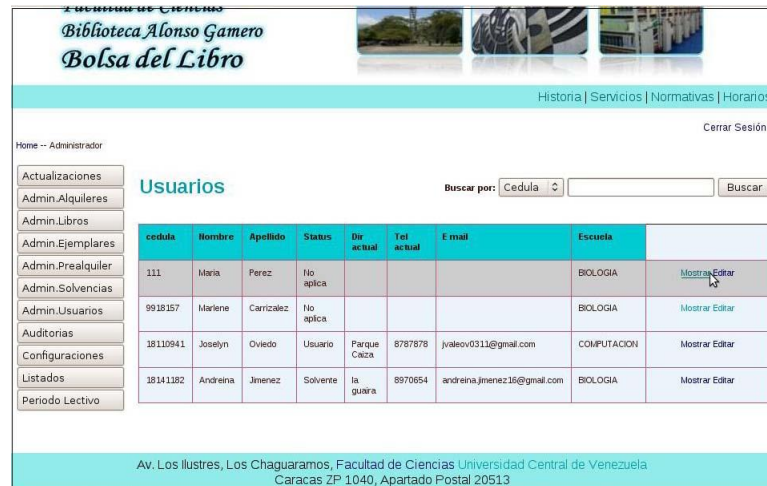 Facultad de Ciencias
Biblioteca Alonso Gamero
Bolsa del Libro
Historia | Servicios | Normativas | Horarios
Cerrar Sesión
Home -- Administrador
Actualizaciones
Admin.Alquileres
Admin.Libros
Admin.Ejemplares
Admin.Prealquiler
Admin.Solvencias
Admin.Usuarios
Auditorias
Configuraciones
Listados
Periodo Lectivo
Usuarios
Buscar por: Cedula Buscar
cedula Nombre Apellido Status Dir actual Tel actual E mail Escuela
111 Maria Perez No aplica BIOLOGIA Mostrar Editar
9918157 Marlene Carrizalez No aplica BIOLOGIA Mostrar Editar
18110941 Joselyn Oviedo Usuario Parque Caiza 8787878 jvaleov0311@gmail.com COMPUTACION Mostrar Editar
18141182 Andreina Jimenez Solvente la guaira 8970654 andreina.jimenez16@gmail.com BIOLOGIA Mostrar Editar
Av. Los Ilustres, Los Chaguaramos, Facultad de Ciencias Universidad Central de Venezuela
Caracas ZP 1040, Apartado Postal 20513